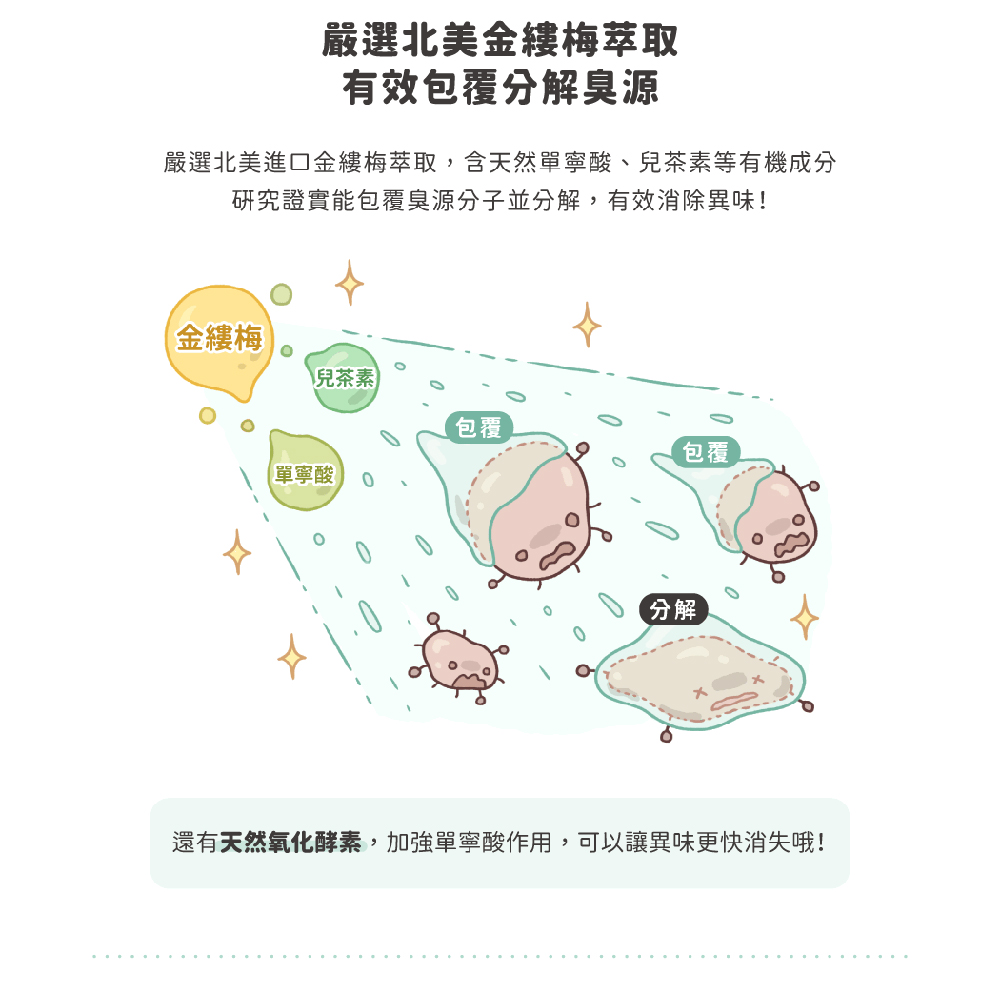 嚴選北美金縷梅萃取
有效包覆分解臭源
嚴選北美進口金縷梅萃取，含天然單寧酸、兒茶素等有機成分
研究證實能包覆臭源分子並分解，有效消除異味！
金縷梅
兒茶素
包覆
包覆
單寧酸
分解
還有天然氧化酵素，加強單寧酸作用，可以讓異味更快消失哦！